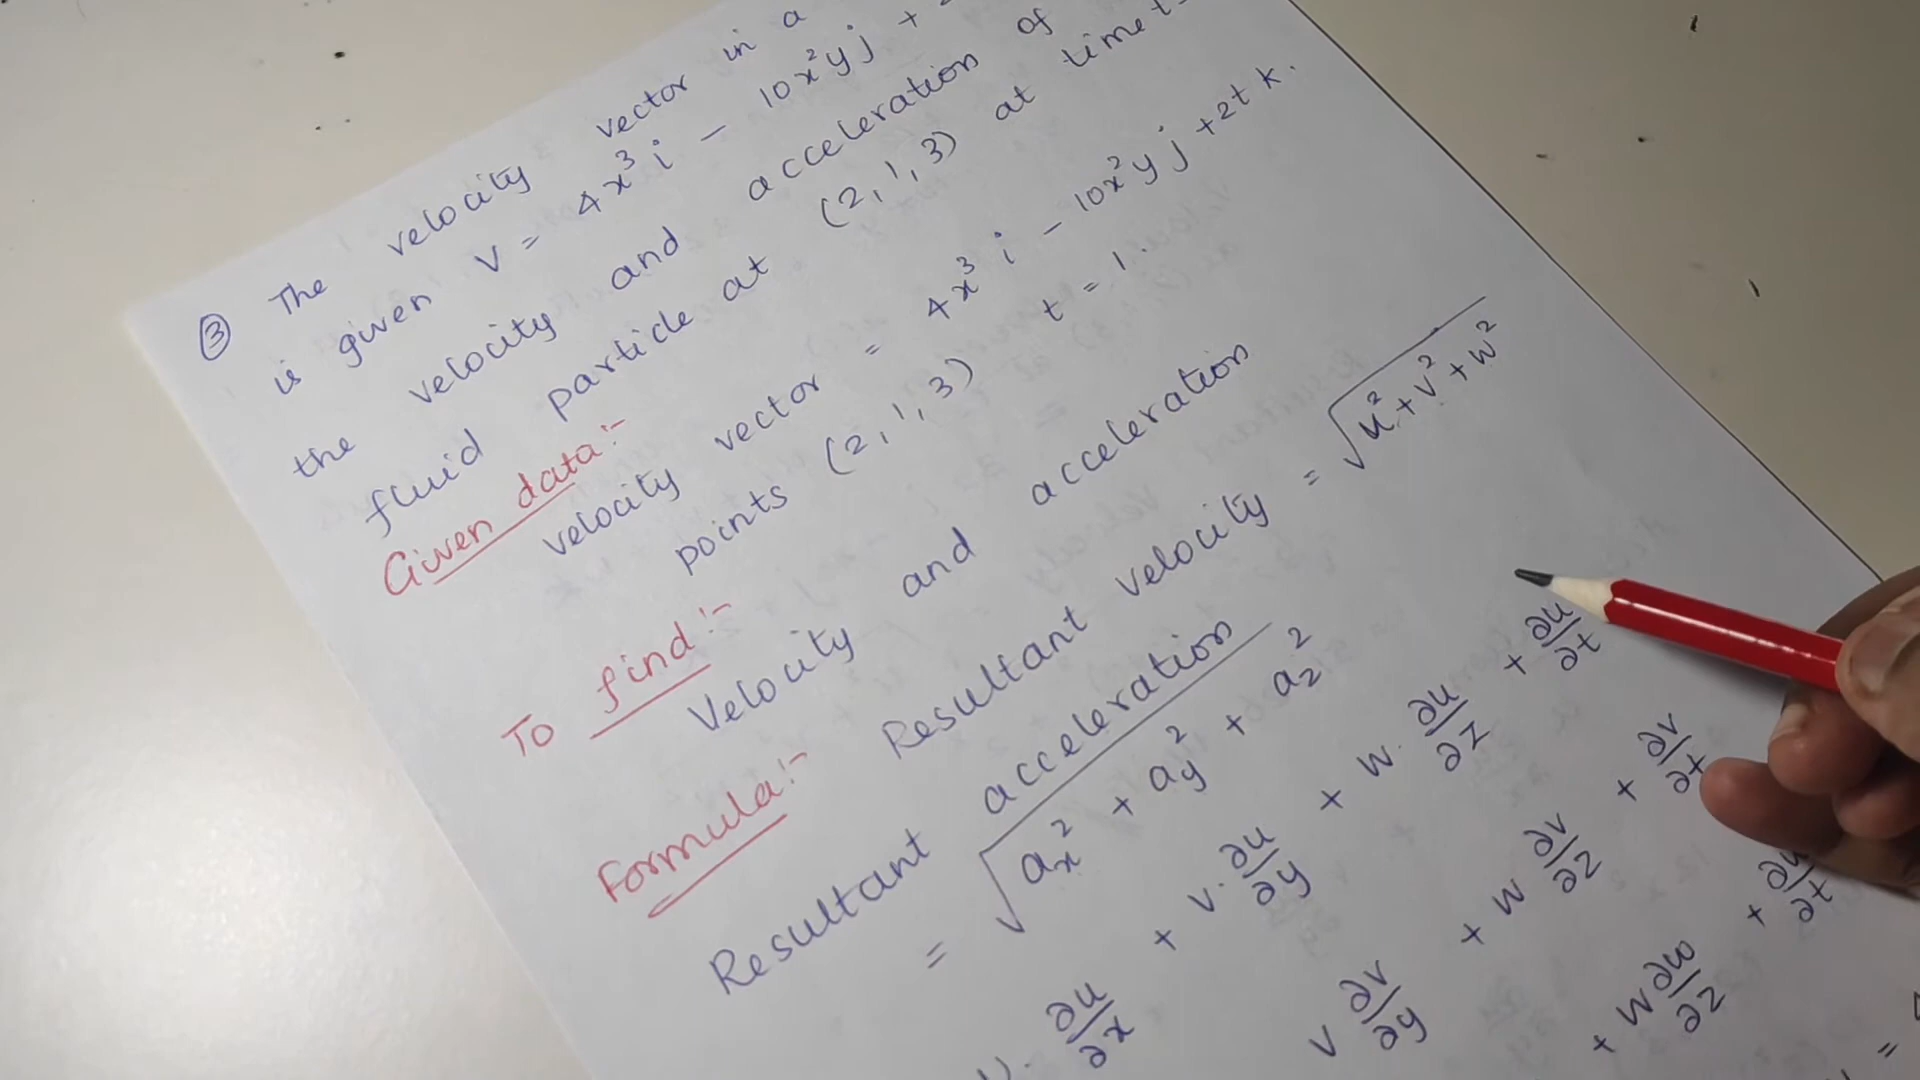 ③ The velocity vector in a
is given V = 4x³ i - 10x²y j +
the velocity and acceleration of
fluid particle at (2, 1, 3) at time t
Given data:-
velocity vector = 4x³ i - 10x²y j + 2t k.
points (2, 1, 3) t = 1.
To find:-
Velocity and acceleration
Formula:- Resultant velocity = √u² + v² + w²
Resultant acceleration
= √ax² + ay² + az²
∂u/∂x + v. ∂u/∂y + w. ∂u/∂z + ∂u/∂t
v ∂v/∂y + w ∂v/∂z + ∂v/∂t
+ w ∂w/∂z + ∂w/∂t
=